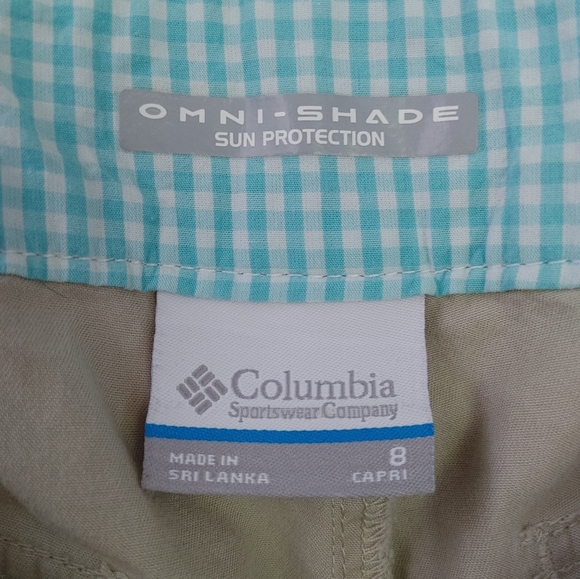 OMNI-SHADE
SUN PROTECTION
Columbia
Sportswear Company
MADE IN
SRI LANKA
8
CAPRI